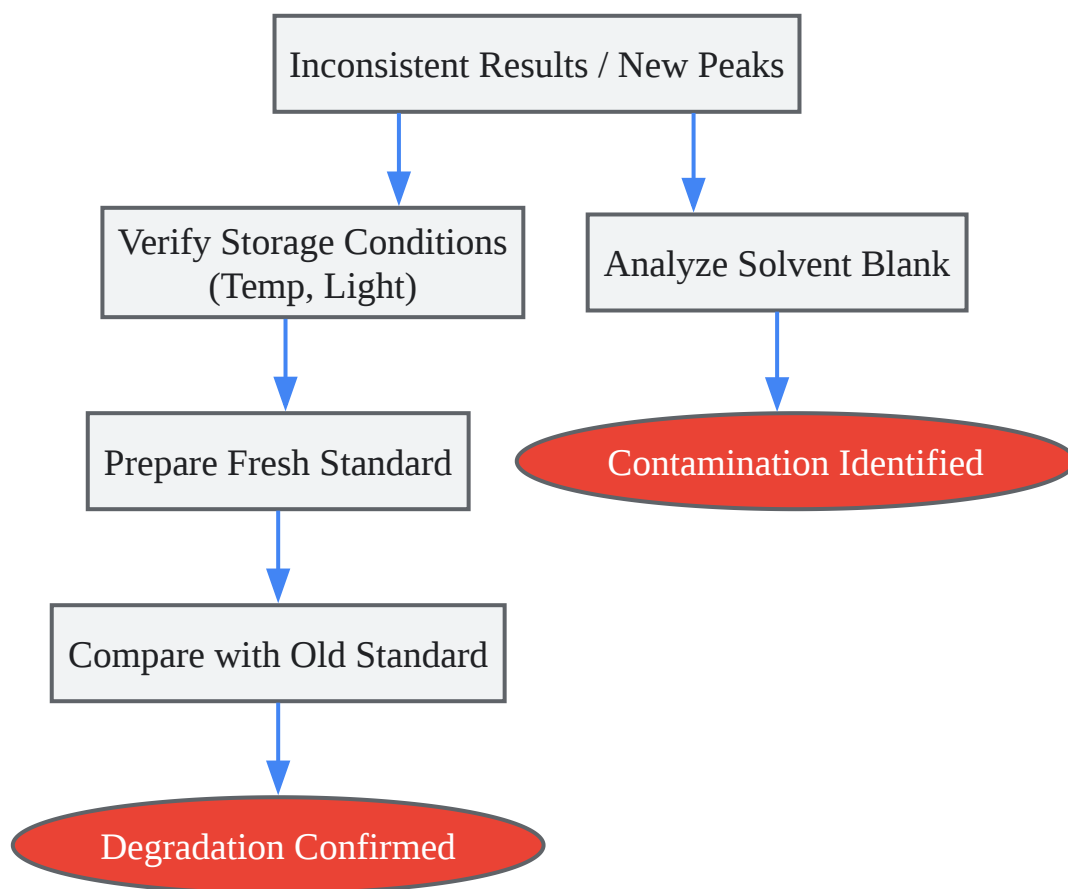 Inconsistent Results / New Peaks
Verify Storage Conditions
(Temp, Light)
Analyze Solvent Blank
Prepare Fresh Standard
Contamination Identified
Compare with Old Standard
Degradation Confirmed